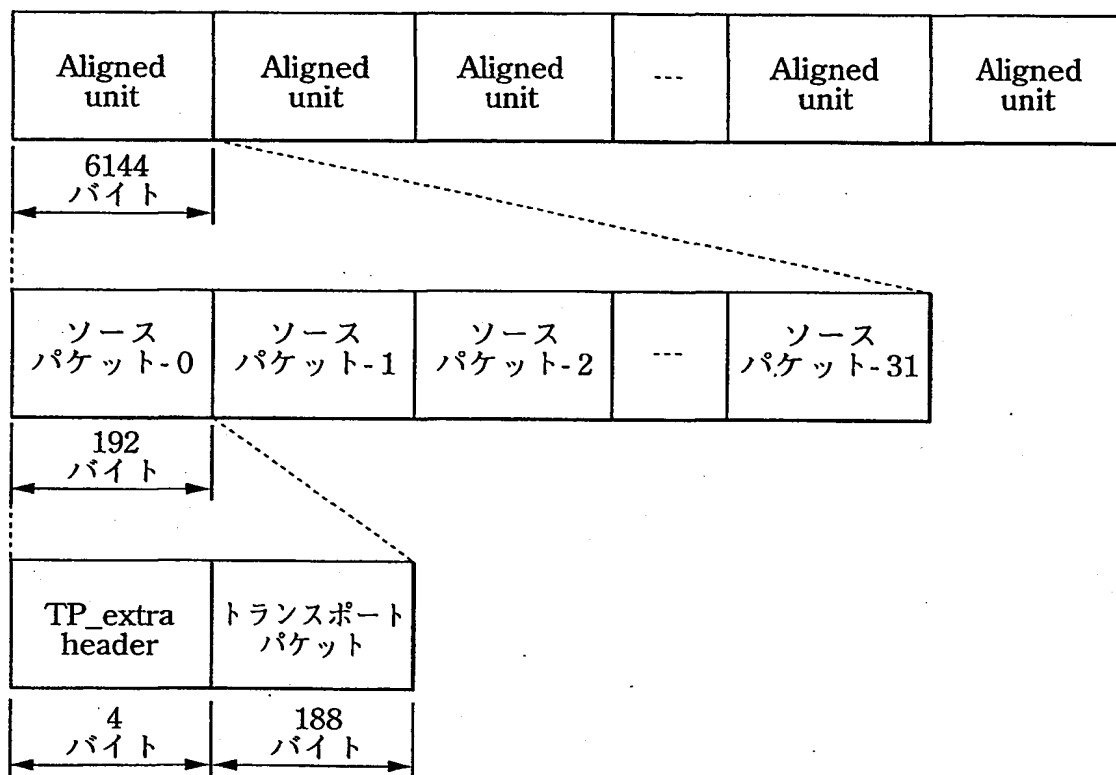 Aligned
unit
Aligned
unit
Aligned
unit
---
Aligned
unit
Aligned
unit
6144
バイト
ソース
パケット-0
ソース
パケット-1
ソース
パケット-2
---
ソース
パケット-31
192
バイト
TP_extra
header
トランスポート
パケット
4
バイト
188
バイト